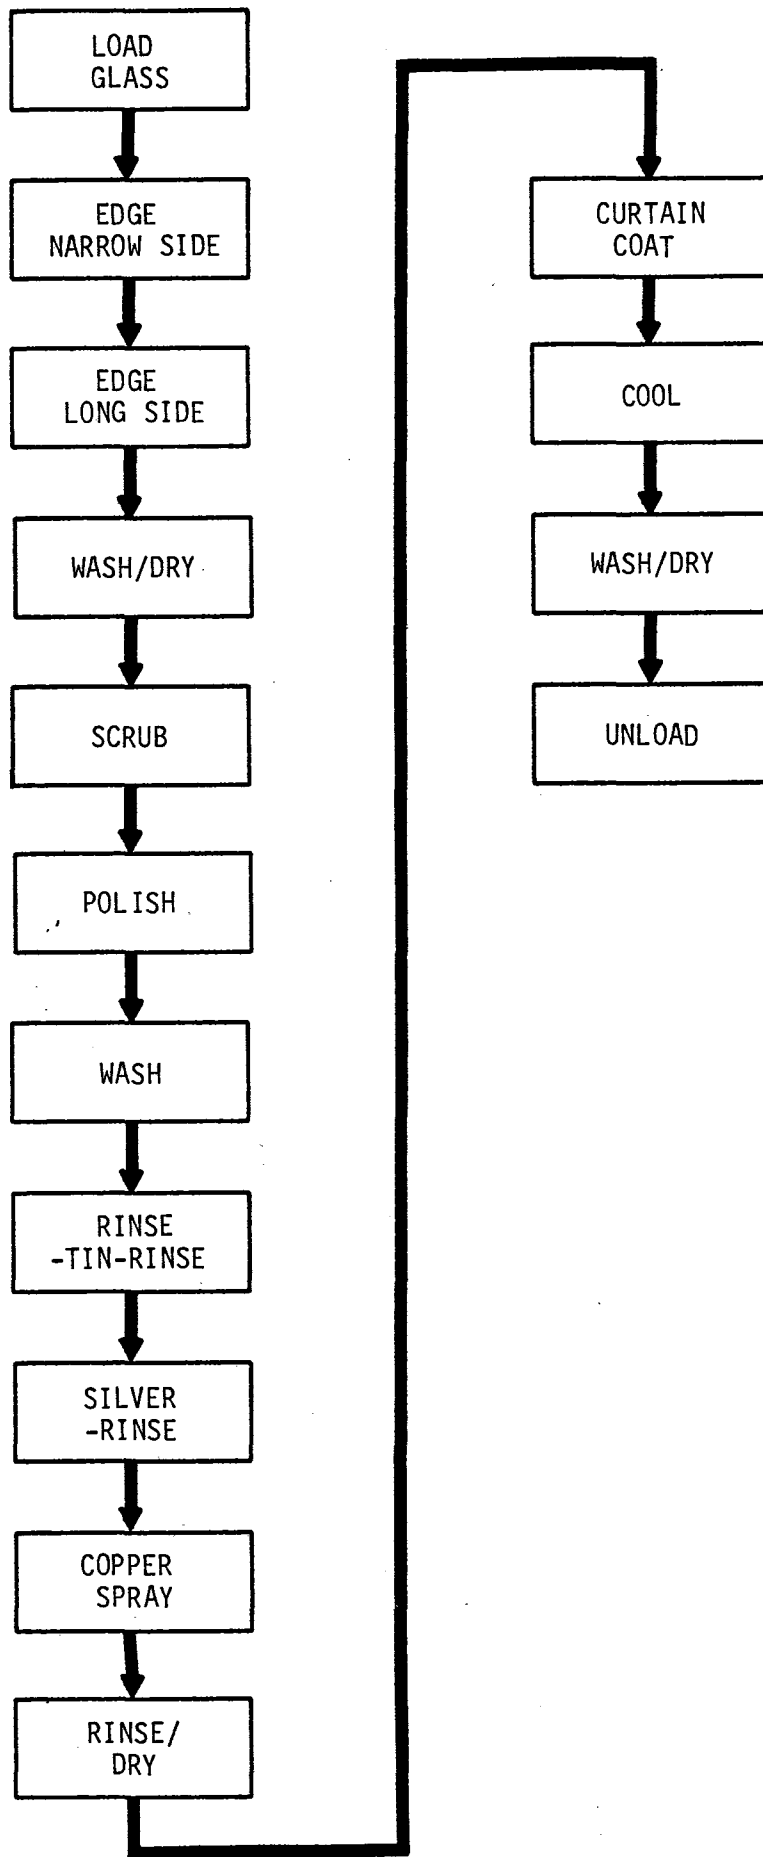 LOAD
GLASS
EDGE
NARROW SIDE
EDGE
LONG SIDE
WASH/DRY
SCRUB
POLISH
WASH
RINSE
-TIN-RINSE
SILVER
-RINSE
COPPER
SPRAY
RINSE/
DRY
CURTAIN
COAT
COOL
WASH/DRY
UNLOAD